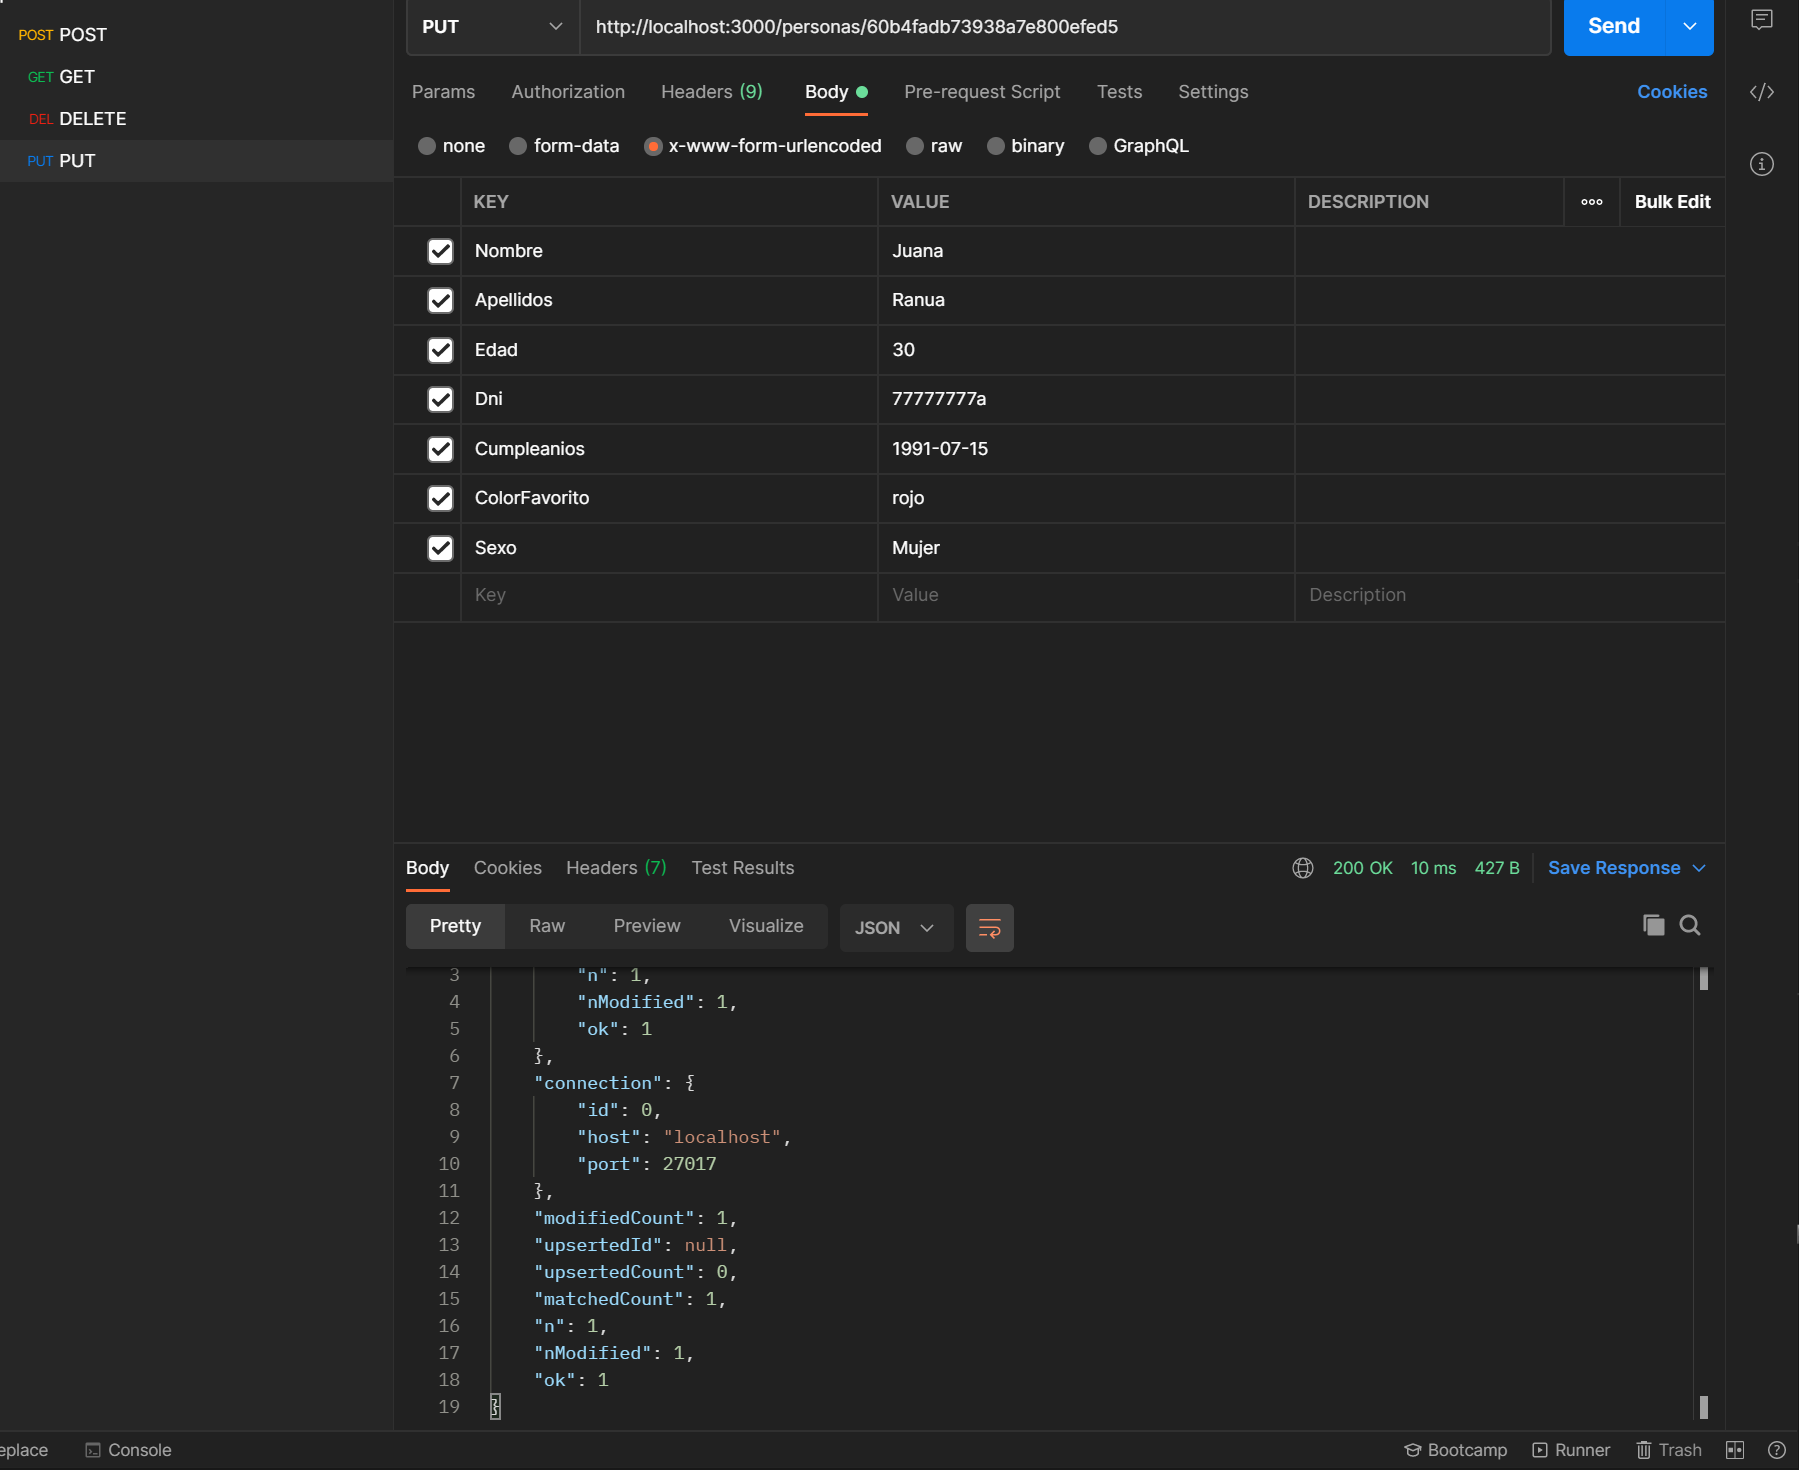 POST POST
GET GET
DEL DELETE
PUT PUT
PUT http://localhost:3000/personas/60b4fadb73938a7e800efed5 Send
Params Authorization Headers (9) Body Pre-request Script Tests Settings Cookies
none form-data x-www-form-urlencoded raw binary GraphQL
KEY VALUE DESCRIPTION ooo Bulk Edit
Nombre Juana
Apellidos Ranua
Edad 30
Dni 77777777a
Cumpleanios 1991-07-15
ColorFavorito rojo
Sexo Mujer
Key Value Description
Body Cookies Headers (7) Test Results 200 OK 10 ms 427 B Save Response
Pretty Raw Preview Visualize JSON
3 "n": 1,
4 "nModified": 1,
5 "ok": 1
6 },
7 "connection": {
8 "id": 0,
9 "host": "localhost",
10 "port": 27017
11 },
12 "modifiedCount": 1,
13 "upsertedId": null,
14 "upsertedCount": 0,
15 "matchedCount": 1,
16 "n": 1,
17 "nModified": 1,
18 "ok": 1
19 }
eplace Console Bootcamp Runner Trash